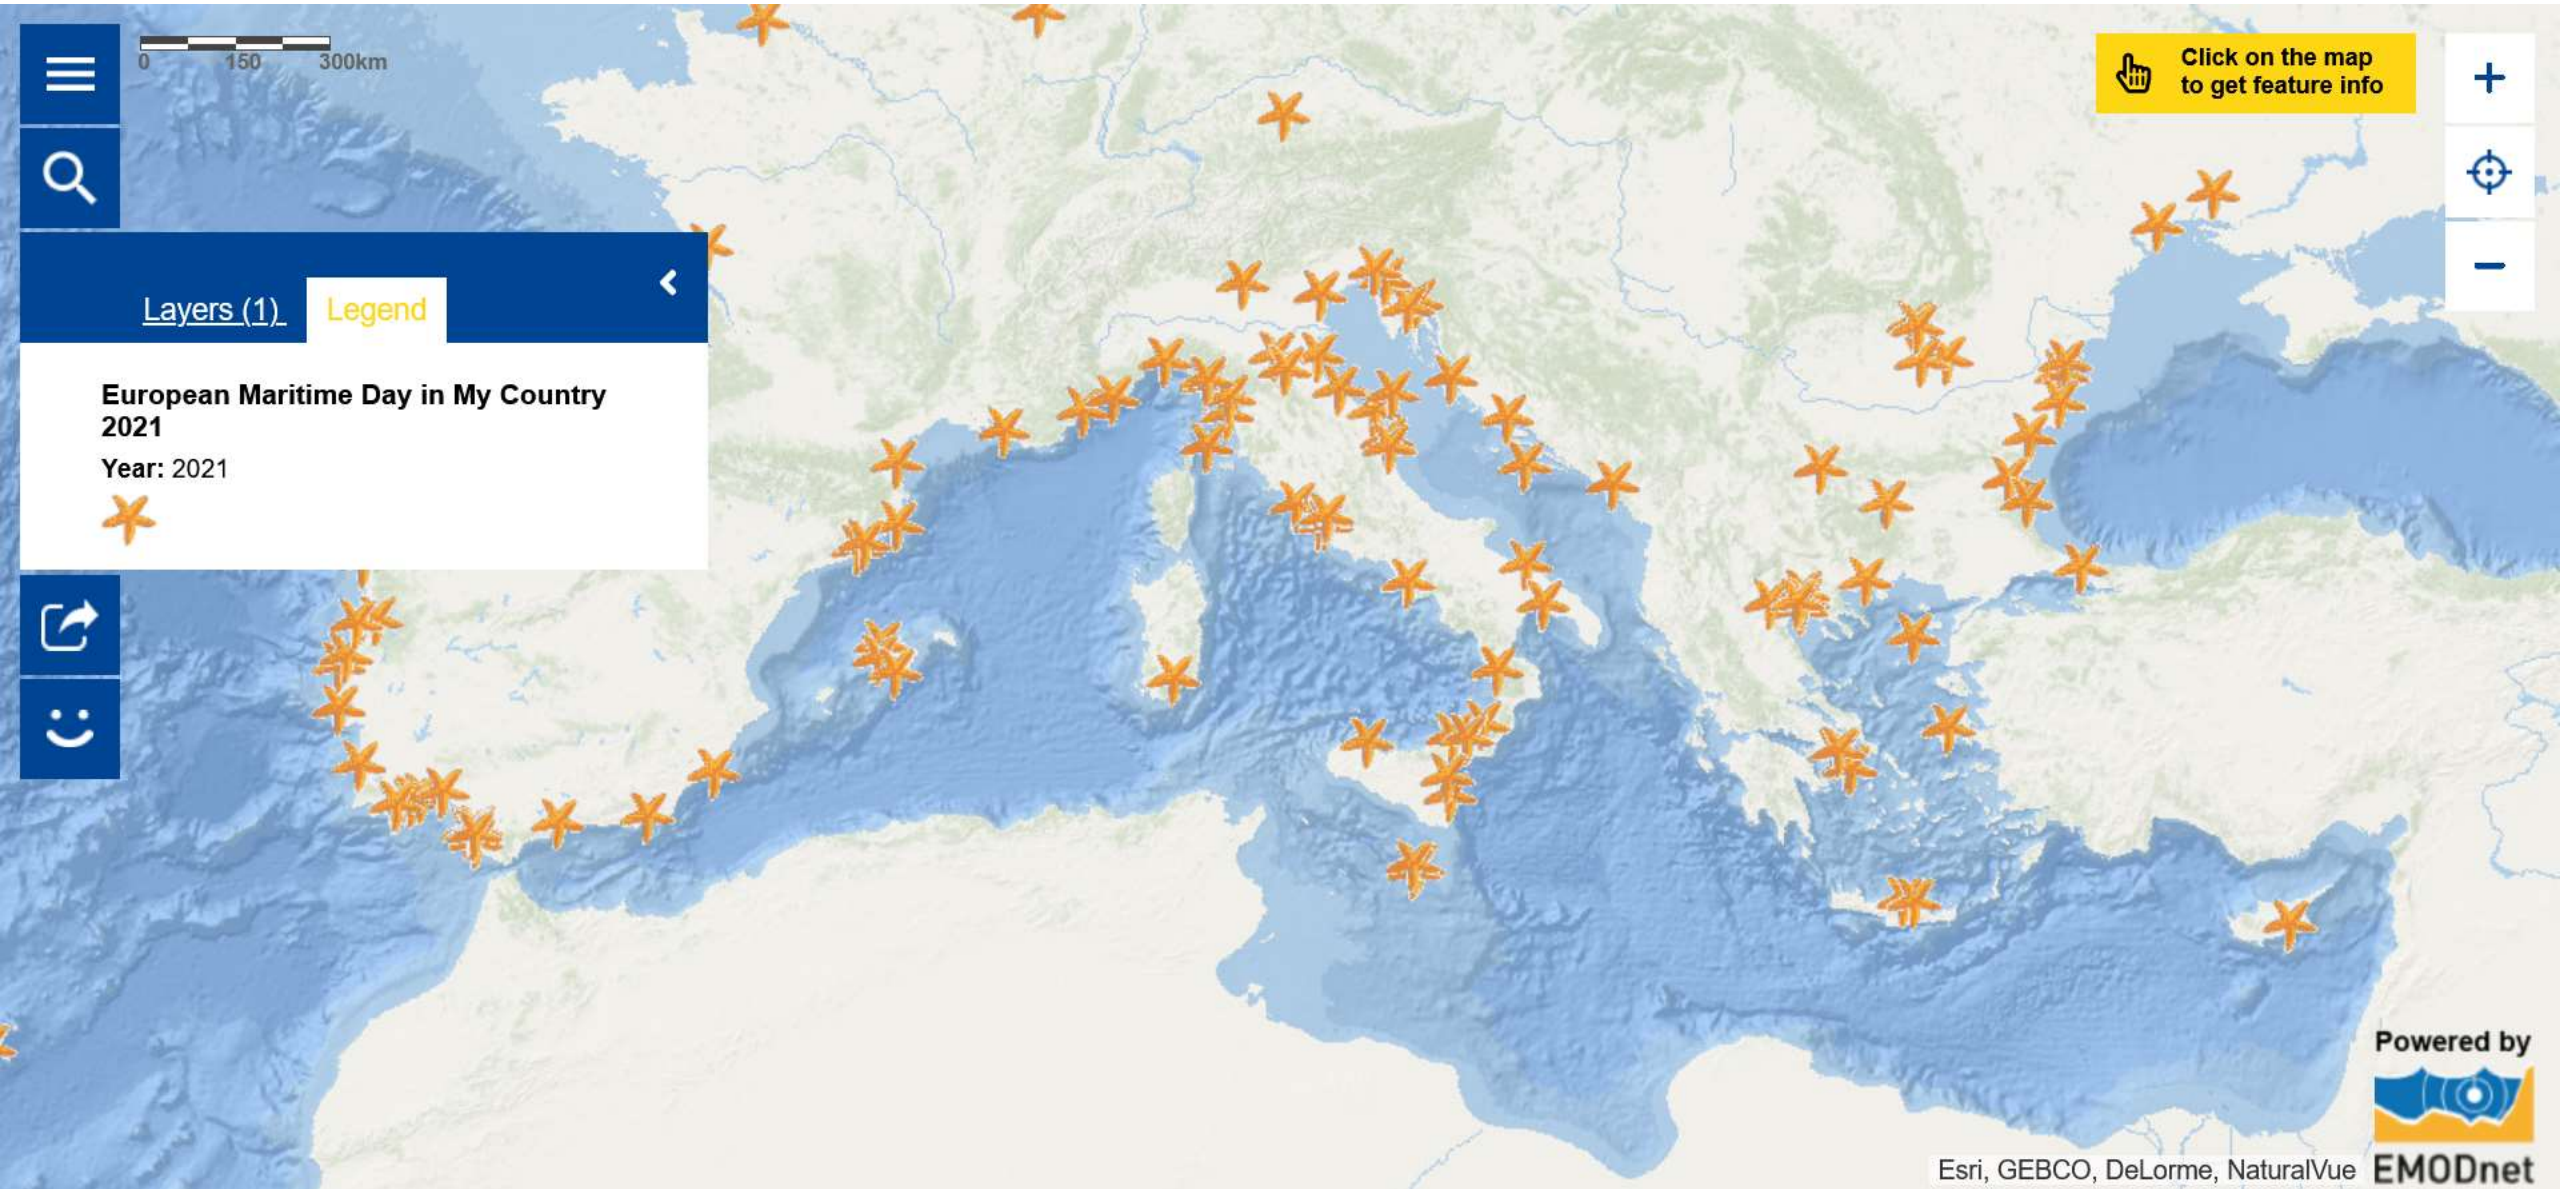 0 150 300km
Click on the map
to get feature info
+
−
Layers (1)
Legend
European Maritime Day in My Country
2021
Year: 2021
Powered by
EMODnet
Esri, GEBCO, DeLorme, NaturalVue